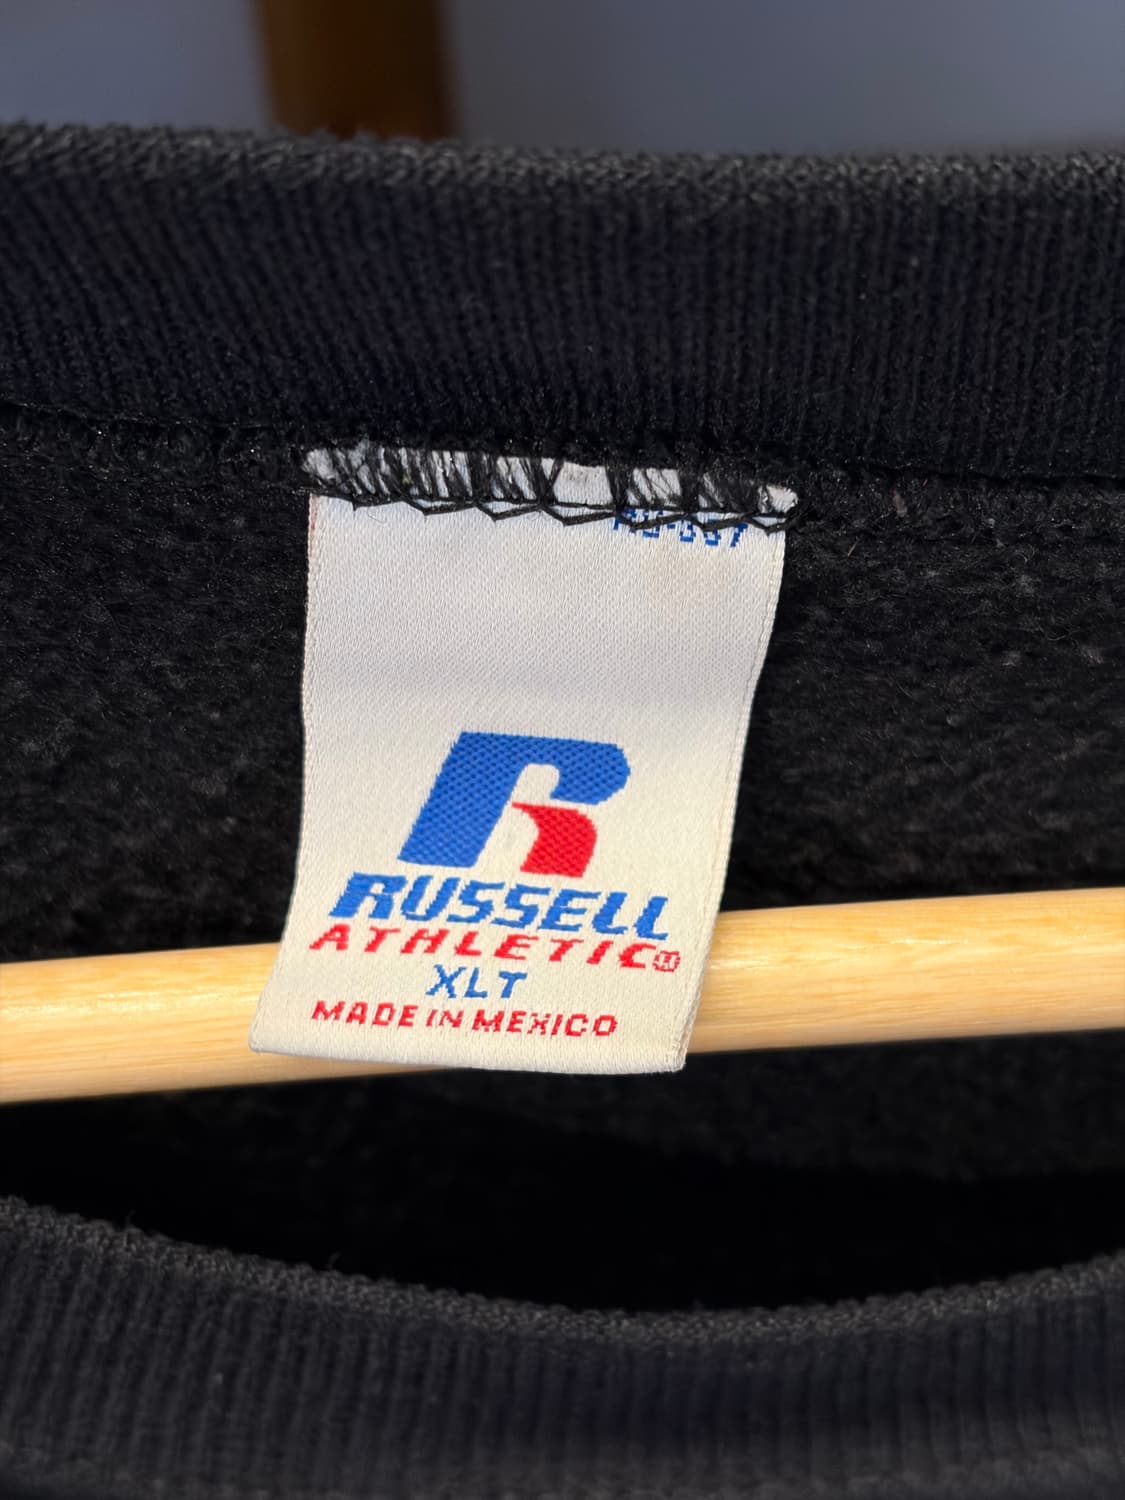 RUSSELL
ATHLETIC®
XLT
MADE IN MEXICO